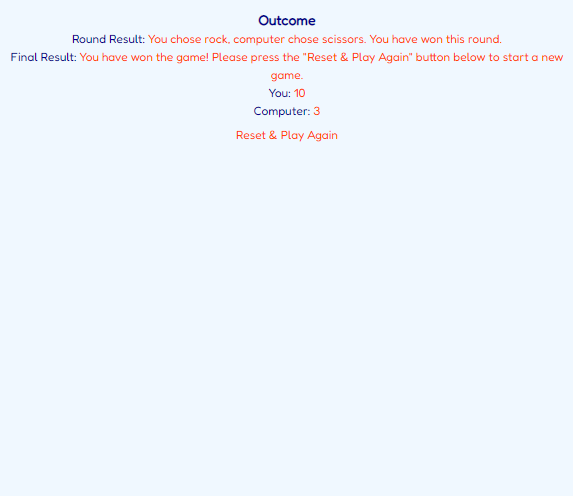 Outcome
Round Result: You chose rock, computer chose scissors. You have won this round.
Final Result: You have won the game! Please press the "Reset & Play Again" button below to start a new
game.
You: 10
Computer: 3
Reset & Play Again